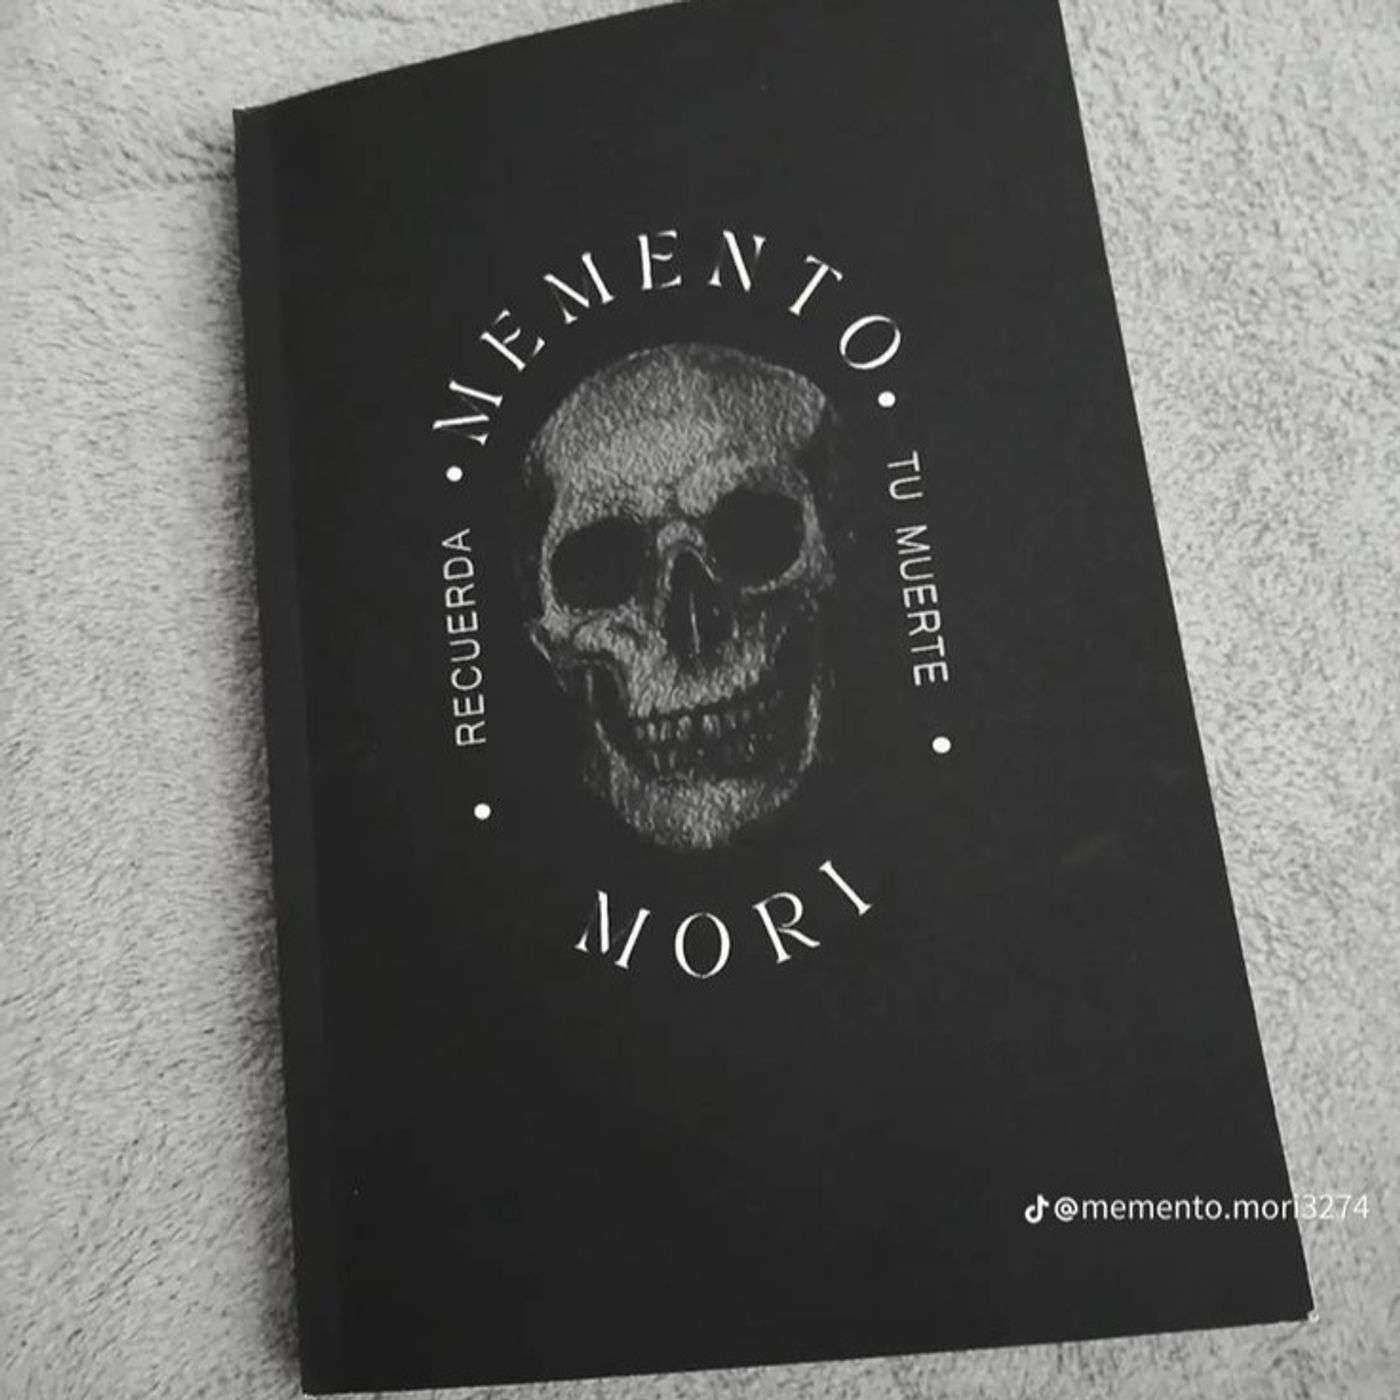 MEMENTO
RECUERDA
TU MUERTE
MORI
@memento.mori3274